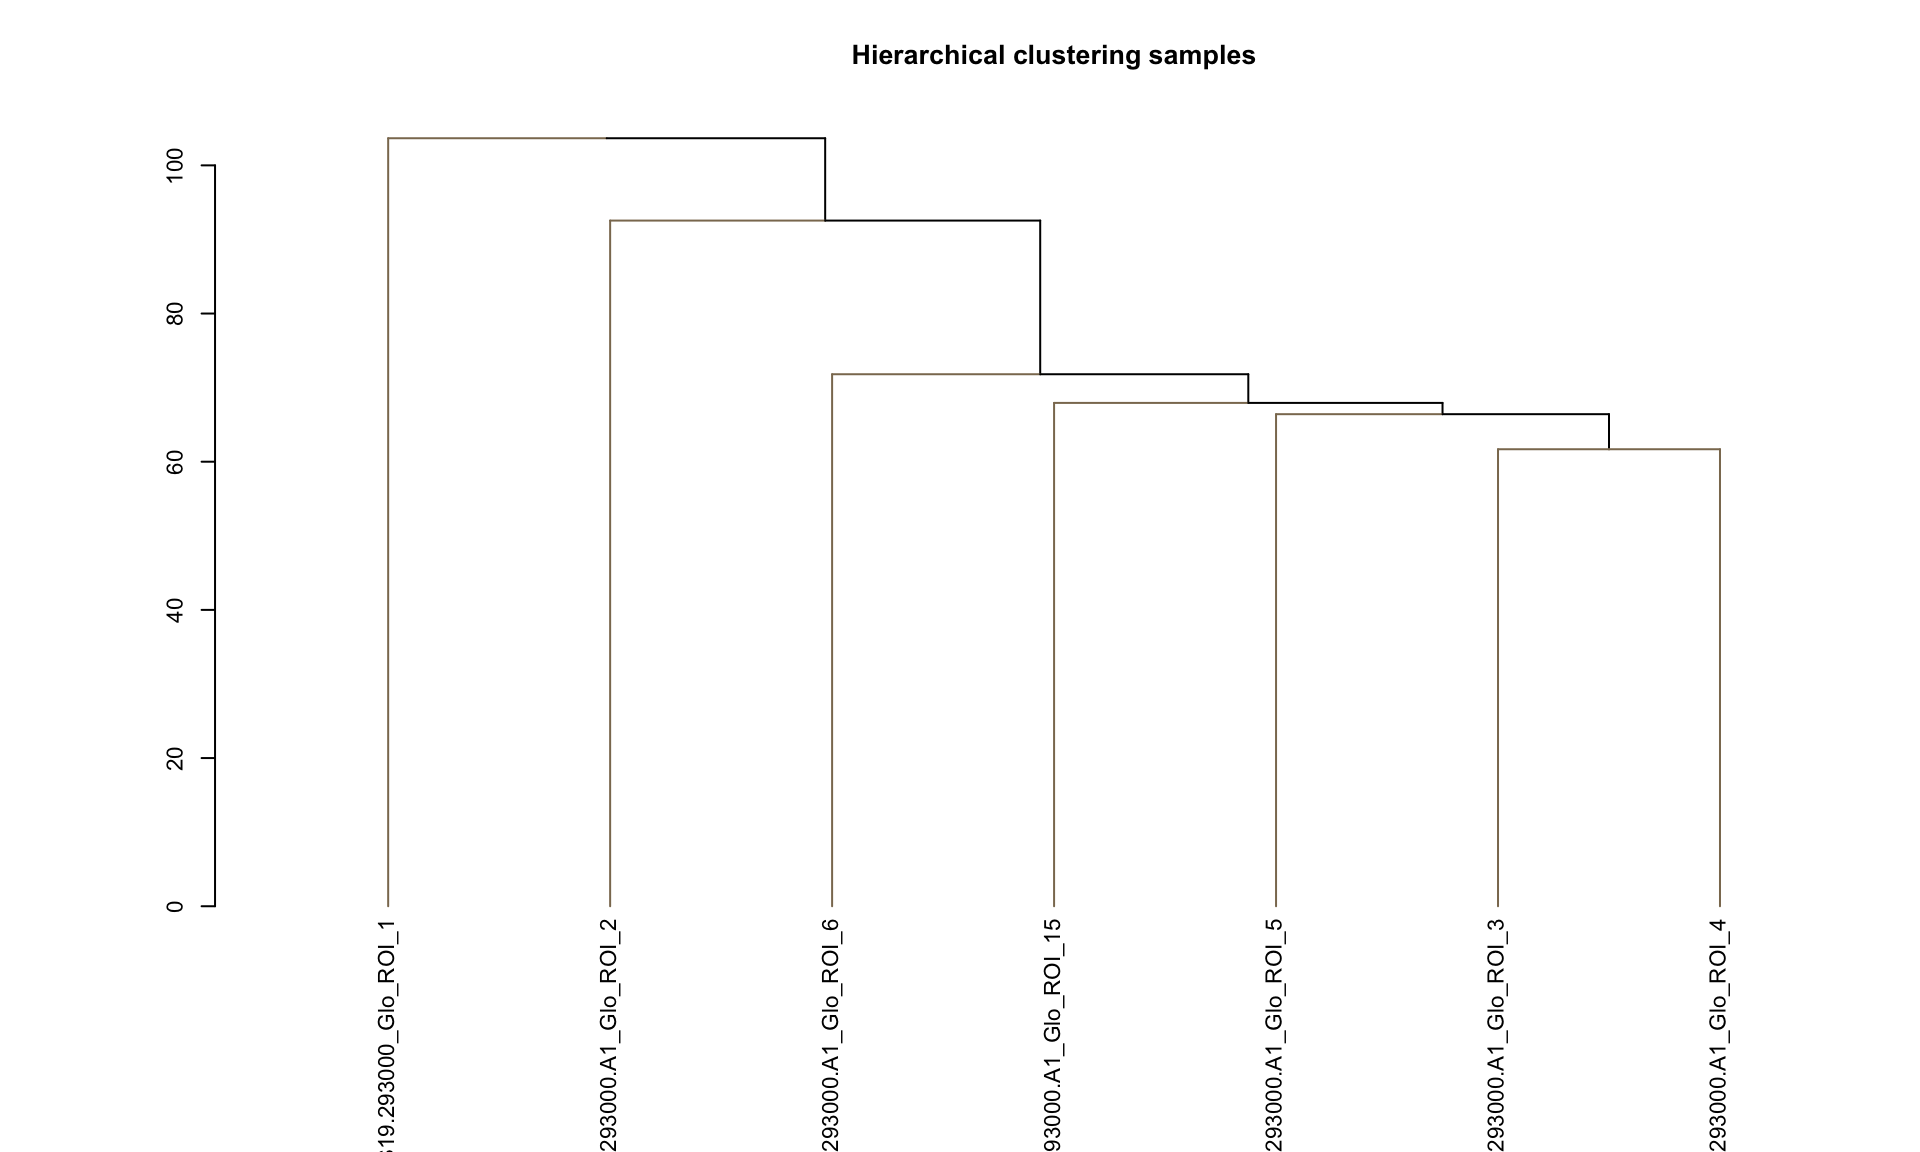 Hierarchical clustering samples
100
80
60
40
20
0
319.293000_Glo_ROI_1
293000.A1_Glo_ROI_2
293000.A1_Glo_ROI_6
93000.A1_Glo_ROI_15
293000.A1_Glo_ROI_5
293000.A1_Glo_ROI_3
293000.A1_Glo_ROI_4